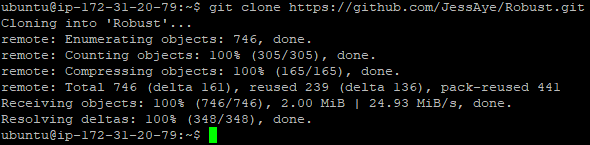 ubuntu@ip-172-31-20-79:~$ git clone https://github.com/JessAye/Robust.git
Cloning into 'Robust'...
remote: Enumerating objects: 746, done.
remote: Counting objects: 100% (305/305), done.
remote: Compressing objects: 100% (165/165), done.
remote: Total 746 (delta 161), reused 239 (delta 136), pack-reused 441
Receiving objects: 100% (746/746), 2.00 MiB | 24.93 MiB/s, done.
Resolving deltas: 100% (348/348), done.
ubuntu@ip-172-31-20-79:~$